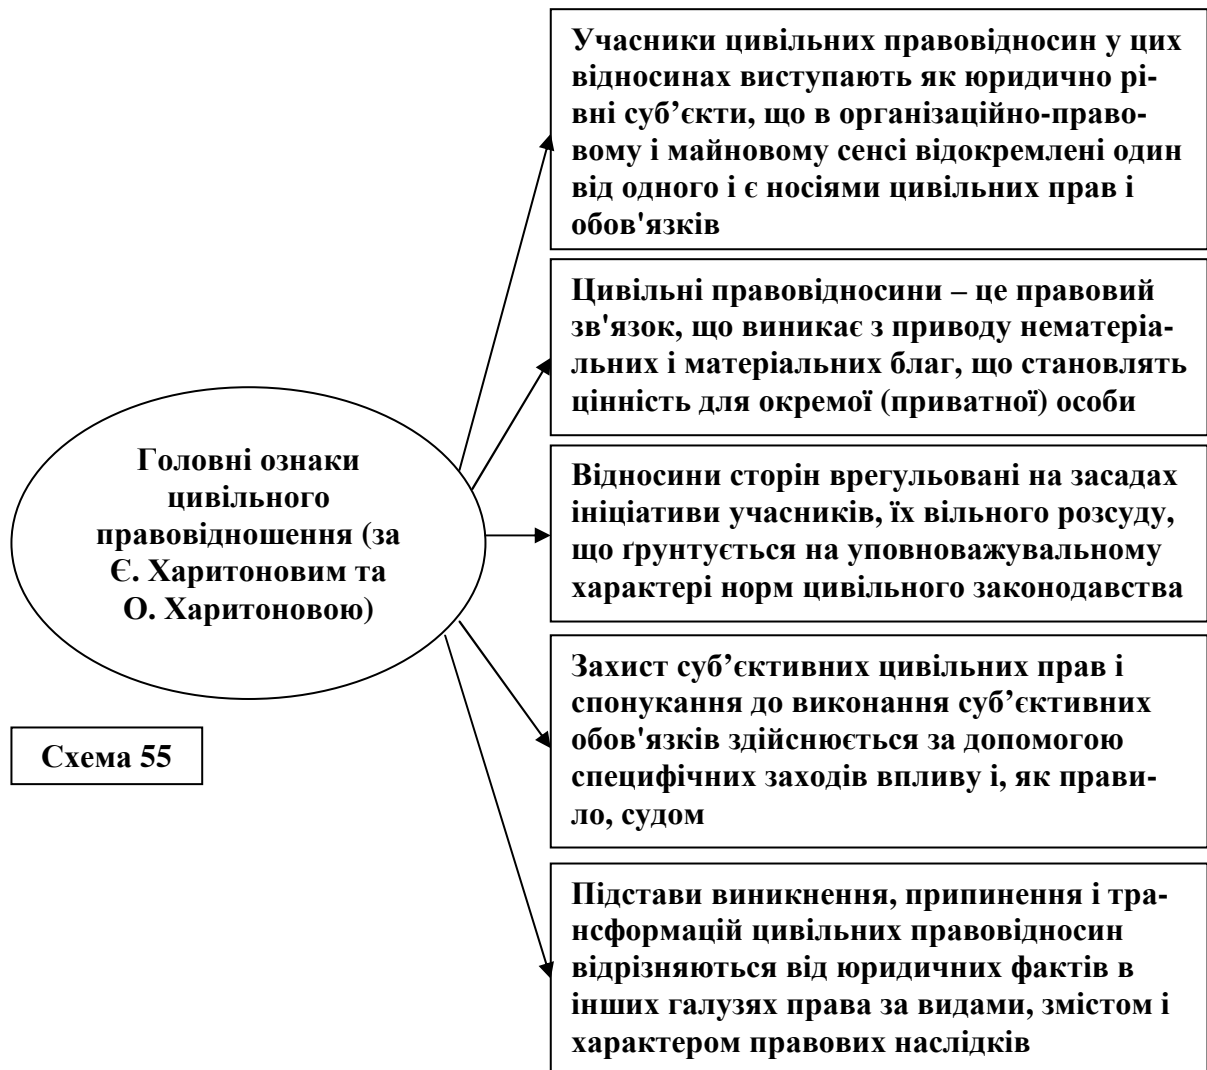 Головні ознаки
цивільного
правовідношення (за
Є. Харитоновим та
О. Харитоновою)
Схема 55
Учасники цивільних правовідносин у цих
відносинах виступають як юридично рі-
вні суб’єкти, що в організаційно-право-
вому і майновому сенсі відокремлені один
від одного і є носіями цивільних прав і
обов'язків
Цивільні правовідносини – це правовий
зв'язок, що виникає з приводу нематеріа-
льних і матеріальних благ, що становлять
цінність для окремої (приватної) особи
Відносини сторін врегульовані на засадах
ініціативи учасників, їх вільного розсуду,
що ґрунтується на уповноважувальному
характері норм цивільного законодавства
Захист суб’єктивних цивільних прав і
спонукання до виконання суб’єктивних
обов'язків здійснюється за допомогою
специфічних заходів впливу і, як прави-
ло, судом
Підстави виникнення, припинення і тра-
нсформацій цивільних правовідносин
відрізняються від юридичних фактів в
інших галузях права за видами, змістом і
характером правових наслідків